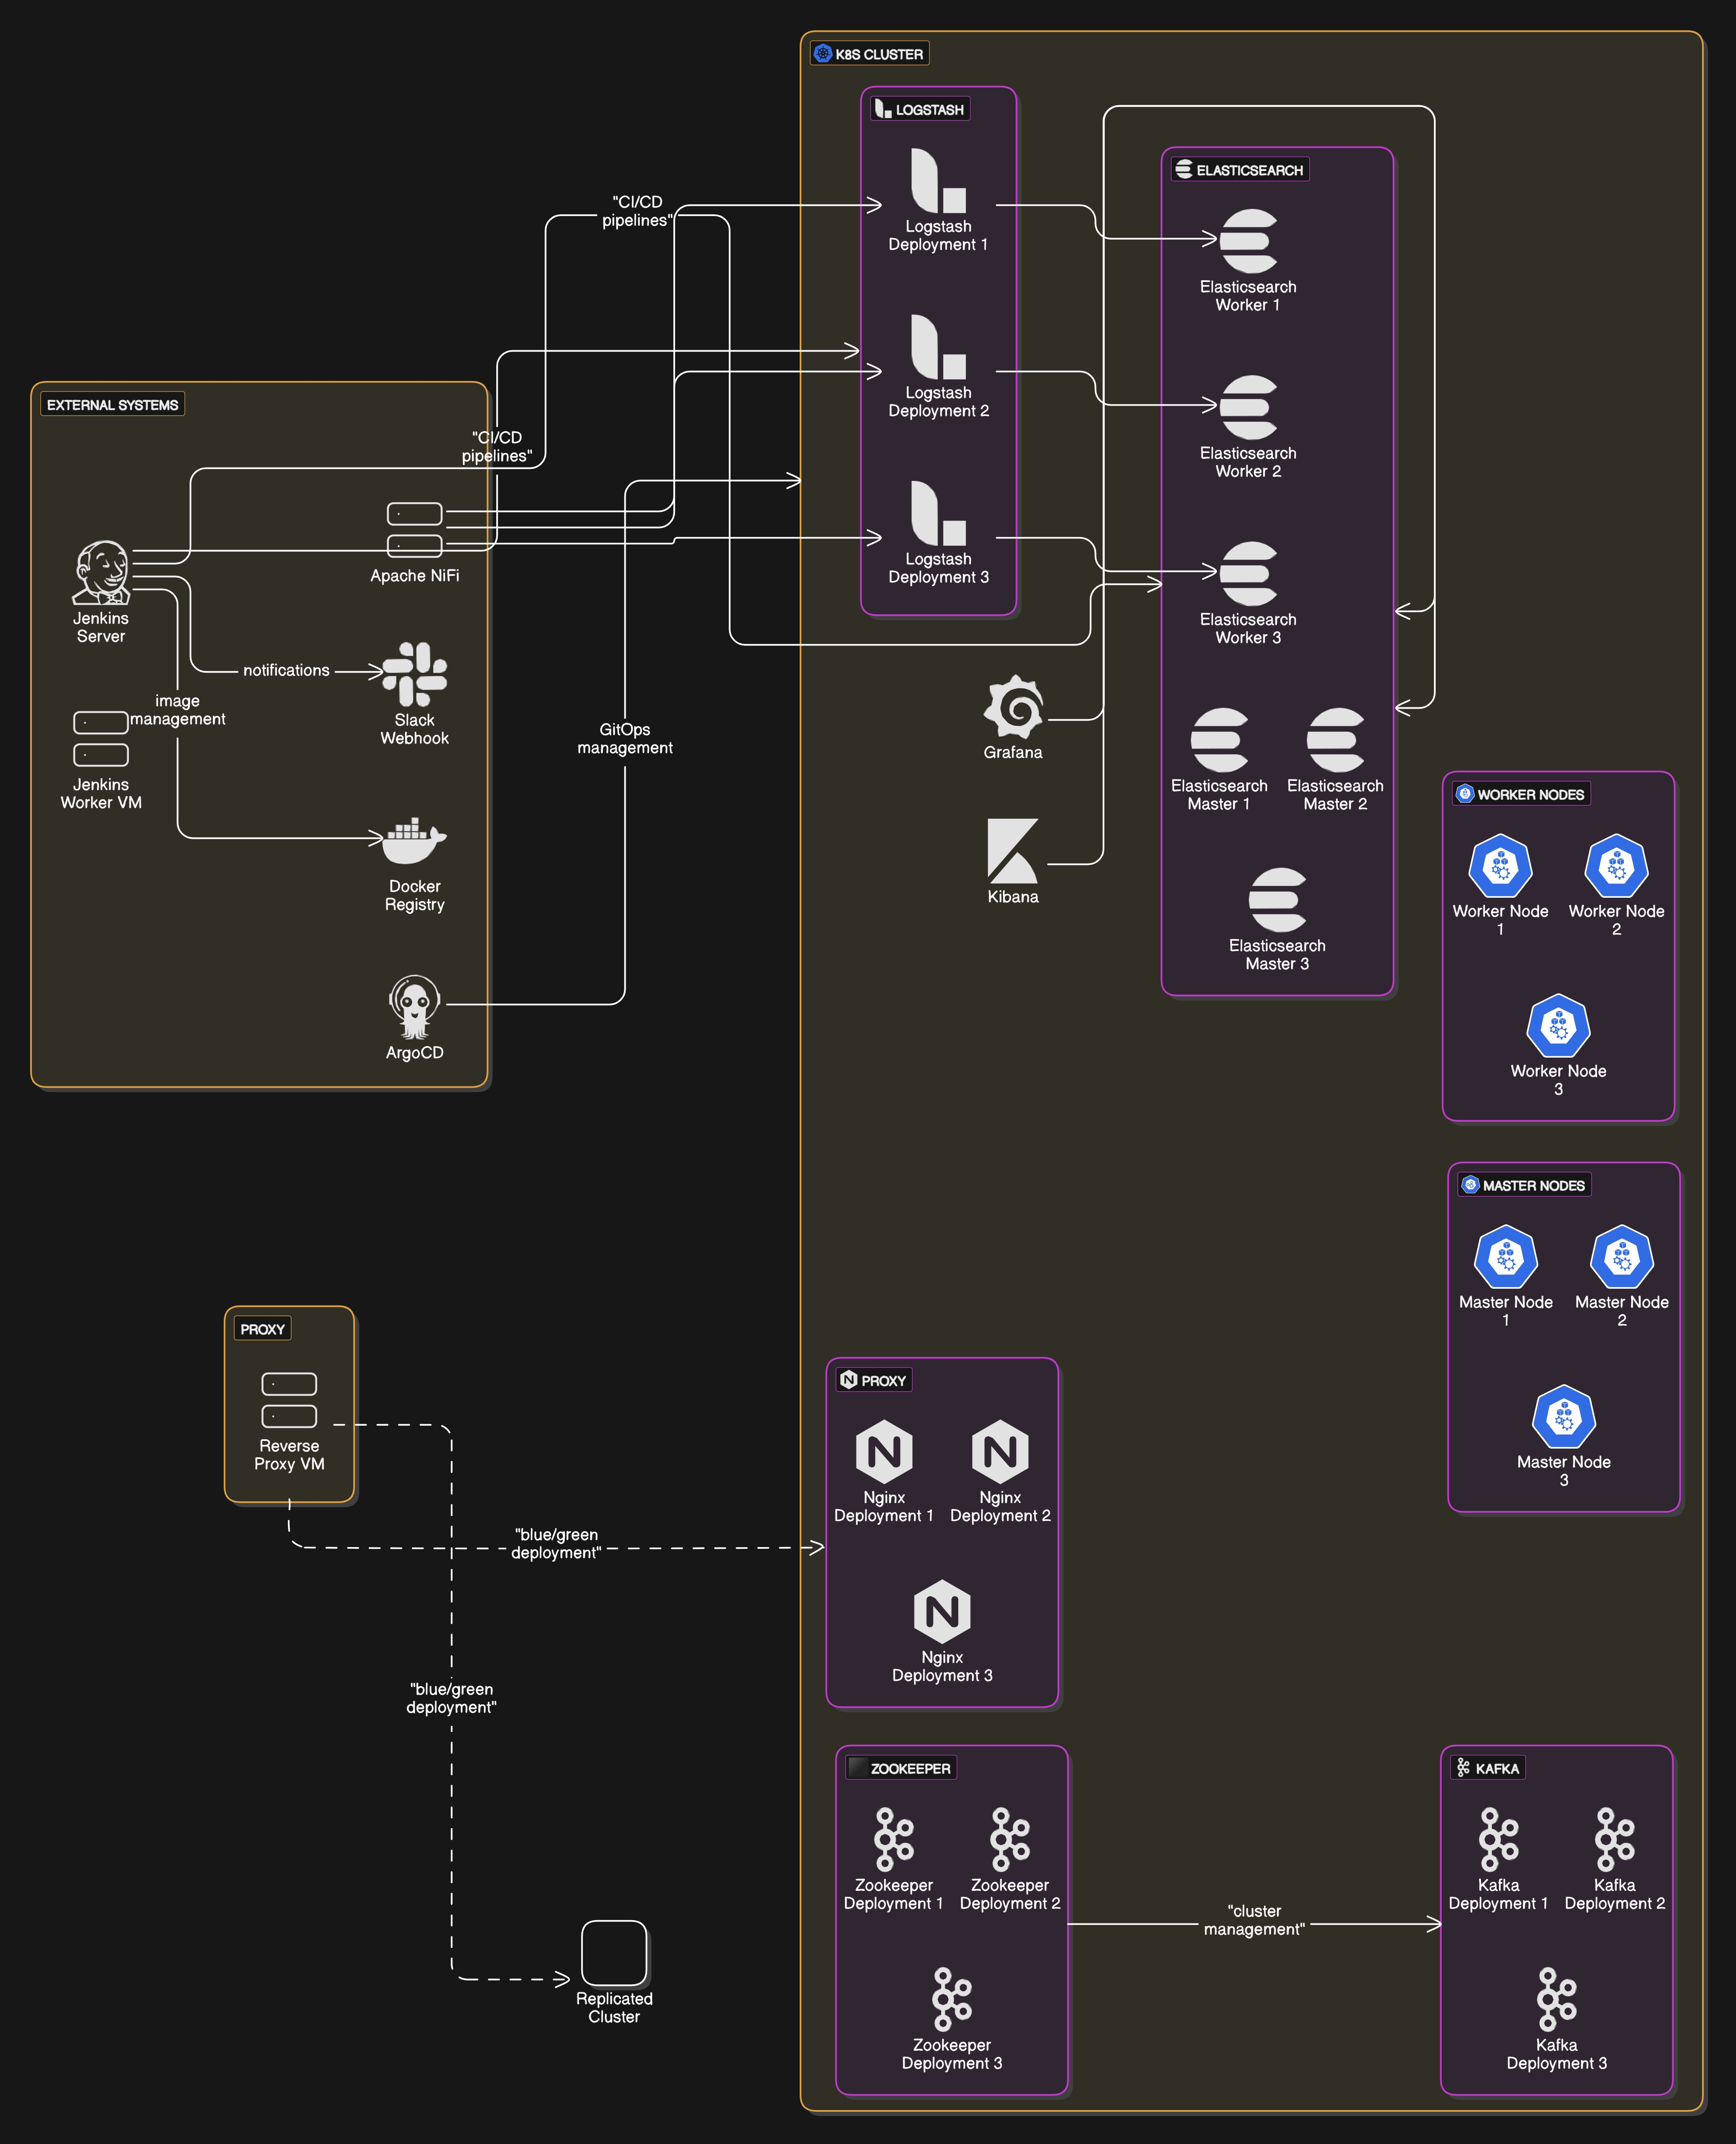 K8S CLUSTER
LOGSTASH
Logstash
Deployment 1
Logstash
Deployment 2
Logstash
Deployment 3
ELASTICSEARCH
Elasticsearch
Worker 1
Elasticsearch
Worker 2
Elasticsearch
Worker 3
Elasticsearch
Master 1
Elasticsearch
Master 2
Elasticsearch
Master 3
"CI/CD
pipelines"
"CI/CD
pipelines"
EXTERNAL SYSTEMS
Jenkins
Server
Apache NiFi
notifications
Slack
Webhook
image
management
Jenkins
Worker VM
Docker
Registry
ArgoCD
GitOps
management
Grafana
Kibana
WORKER NODES
Worker Node
1
Worker Node
2
Worker Node
3
MASTER NODES
Master Node
1
Master Node
2
Master Node
3
PROXY
Reverse
Proxy VM
"blue/green
deployment"
"blue/green
deployment"
Replicated
Cluster
PROXY
Nginx
Deployment 1
Nginx
Deployment 2
Nginx
Deployment 3
ZOOKEEPER
Zookeeper
Deployment 1
Zookeeper
Deployment 2
Zookeeper
Deployment 3
"cluster
management"
KAFKA
Kafka
Deployment 1
Kafka
Deployment 2
Kafka
Deployment 3